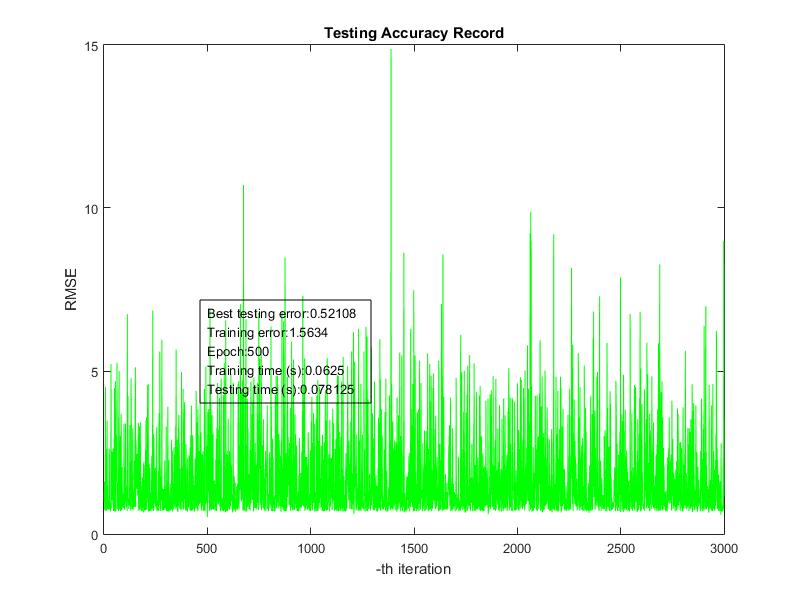 Testing Accuracy Record
15
10
5
0
RMSE
Best testing error:0.52108
Training error:1.5634
Epoch:500
Training time (s):0.0625
Testing time (s):0.078125
0 500 1000 1500 2000 2500 3000
-th iteration